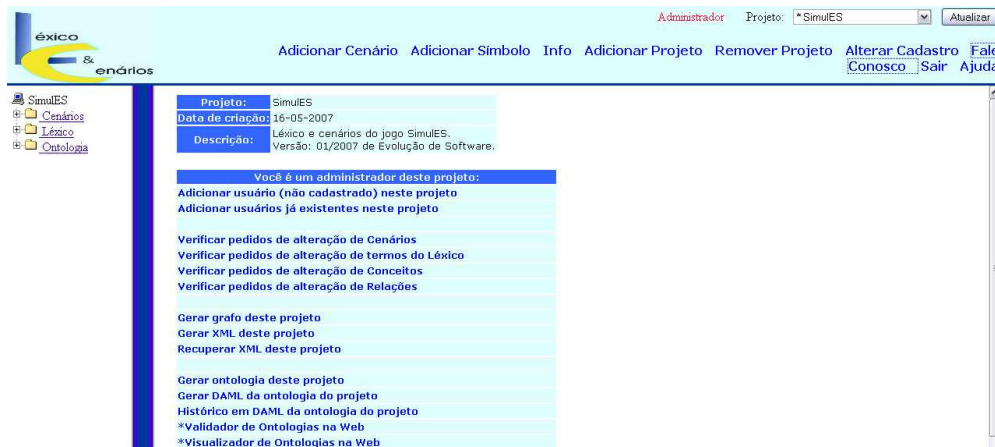 éxico
&
enários
Administrador Projeto: *SimulES Atualizar
Adicionar Cenário Adicionar Símbolo Info Adicionar Projeto Remover Projeto Alterar Cadastro Fale
Conosco Sair Ajuda
SimulES
Cenários
Léxico
Ontologia
Projeto: SimulES
Data de criação: 16-05-2007
Descrição: Léxico e cenários do jogo SimulES.
Versão: 01/2007 de Evolução de Software.
Você é um administrador deste projeto:
Adicionar usuário (não cadastrado) neste projeto
Adicionar usuários já existentes neste projeto
Verificar pedidos de alteração de Cenários
Verificar pedidos de alteração de termos do Léxico
Verificar pedidos de alteração de Conceitos
Verificar pedidos de alteração de Relações
Gerar grafo deste projeto
Gerar XML deste projeto
Recuperar XML deste projeto
Gerar ontologia deste projeto
Gerar DAML da ontologia do projeto
Histórico em DAML da ontologia do projeto
*Validador de Ontologias na Web
*Visualizador de Ontologias na Web